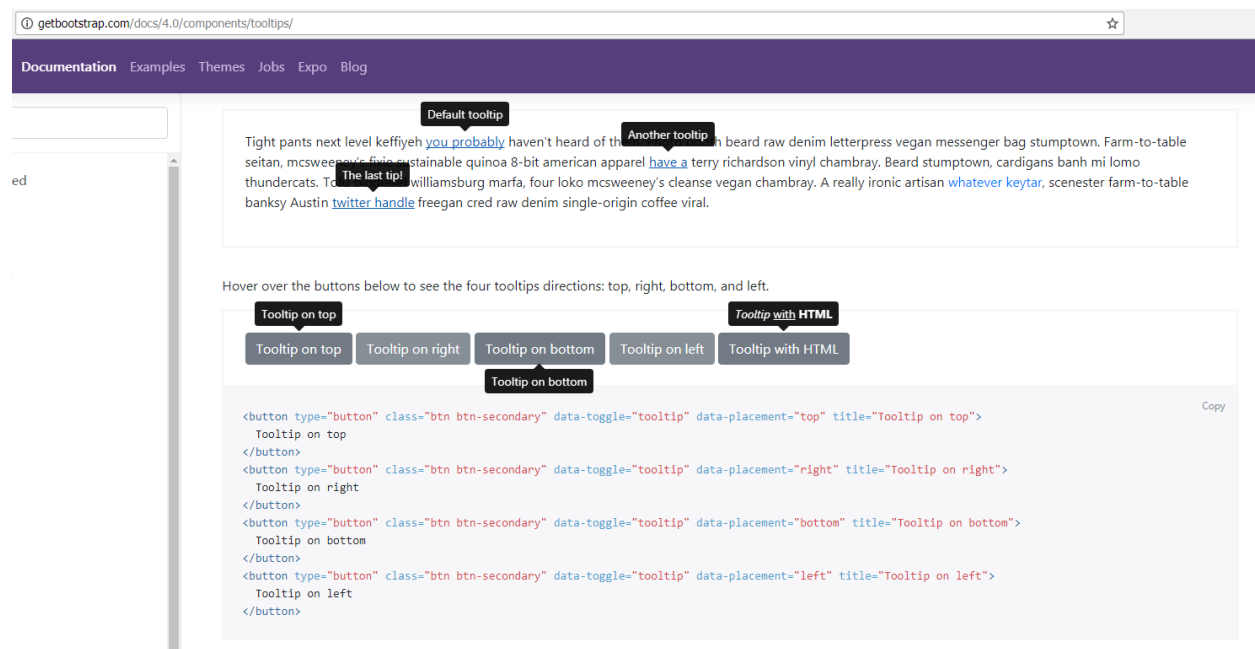 getbootstrap.com/docs/4.0/components/tooltips/
Documentation Examples Themes Jobs Expo Blog
Default tooltip
Another tooltip
Tight pants next level keffiyeh you probably haven't heard of beard raw denim letterpress vegan messenger bag stumptown. Farm-to-table
seitan, mcsweeney's fixie sustainable quinoa 8-bit american apparel have a terry richardson vinyl chambray. Beard stumptown, cardigans banh mi lomo
The last tip!
thundercats. williamsburg marfa, four loko mcsweeney's cleanse vegan chambray. A really ironic artisan whatever keytar, scenester farm-to-table
banksy Austin twitter handle freegan cred raw denim single-origin coffee viral.
ed
Hover over the buttons below to see the four tooltips directions: top, right, bottom, and left.
Tooltip on top
Tooltip with HTML
Tooltip on top Tooltip on right Tooltip on bottom Tooltip on left Tooltip with HTML
Tooltip on bottom
Copy
<button type="button" class="btn btn-secondary" data-toggle="tooltip" data-placement="top" title="Tooltip on top">
Tooltip on top
</button>
<button type="button" class="btn btn-secondary" data-toggle="tooltip" data-placement="right" title="Tooltip on right">
Tooltip on right
</button>
<button type="button" class="btn btn-secondary" data-toggle="tooltip" data-placement="bottom" title="Tooltip on bottom">
Tooltip on bottom
</button>
<button type="button" class="btn btn-secondary" data-toggle="tooltip" data-placement="left" title="Tooltip on left">
Tooltip on left
</button>